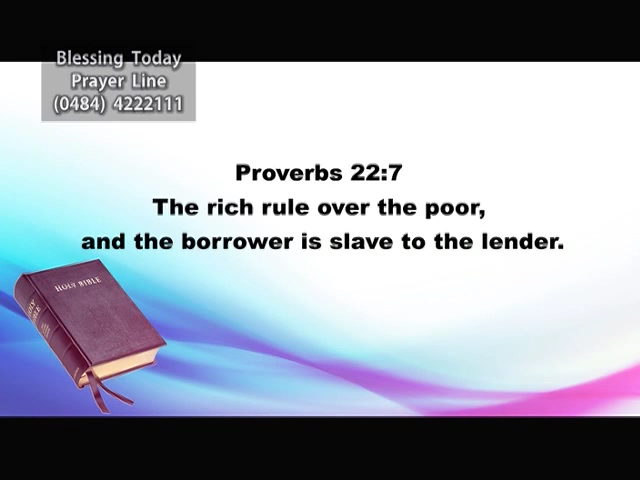 Blessing Today
Prayer Line
(0484) 4222111
Proverbs 22:7
The rich rule over the poor,
and the borrower is slave to the lender.
HOLY BIBLE